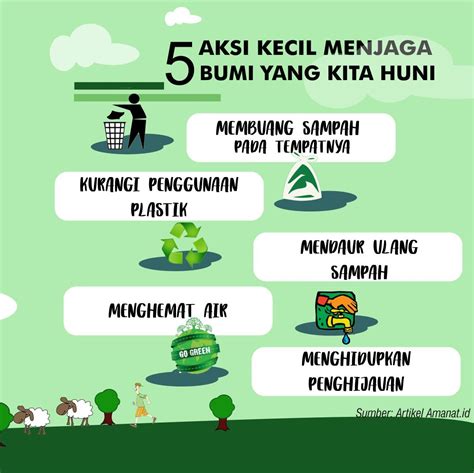 5 AKSI KECIL MENJAGA
BUMI YANG KITA HUNI
MEMBUANG SAMPAH
PADA TEMPATNYA
KURANGI PENGGUNAAN
PLASTIK
MENDAUR ULANG
SAMPAH
MENGHEMAT AIR
GO GREEN
MENGHIDUPKAN
PENGHIJAUAN
Sumber: Artikel Amanat.id